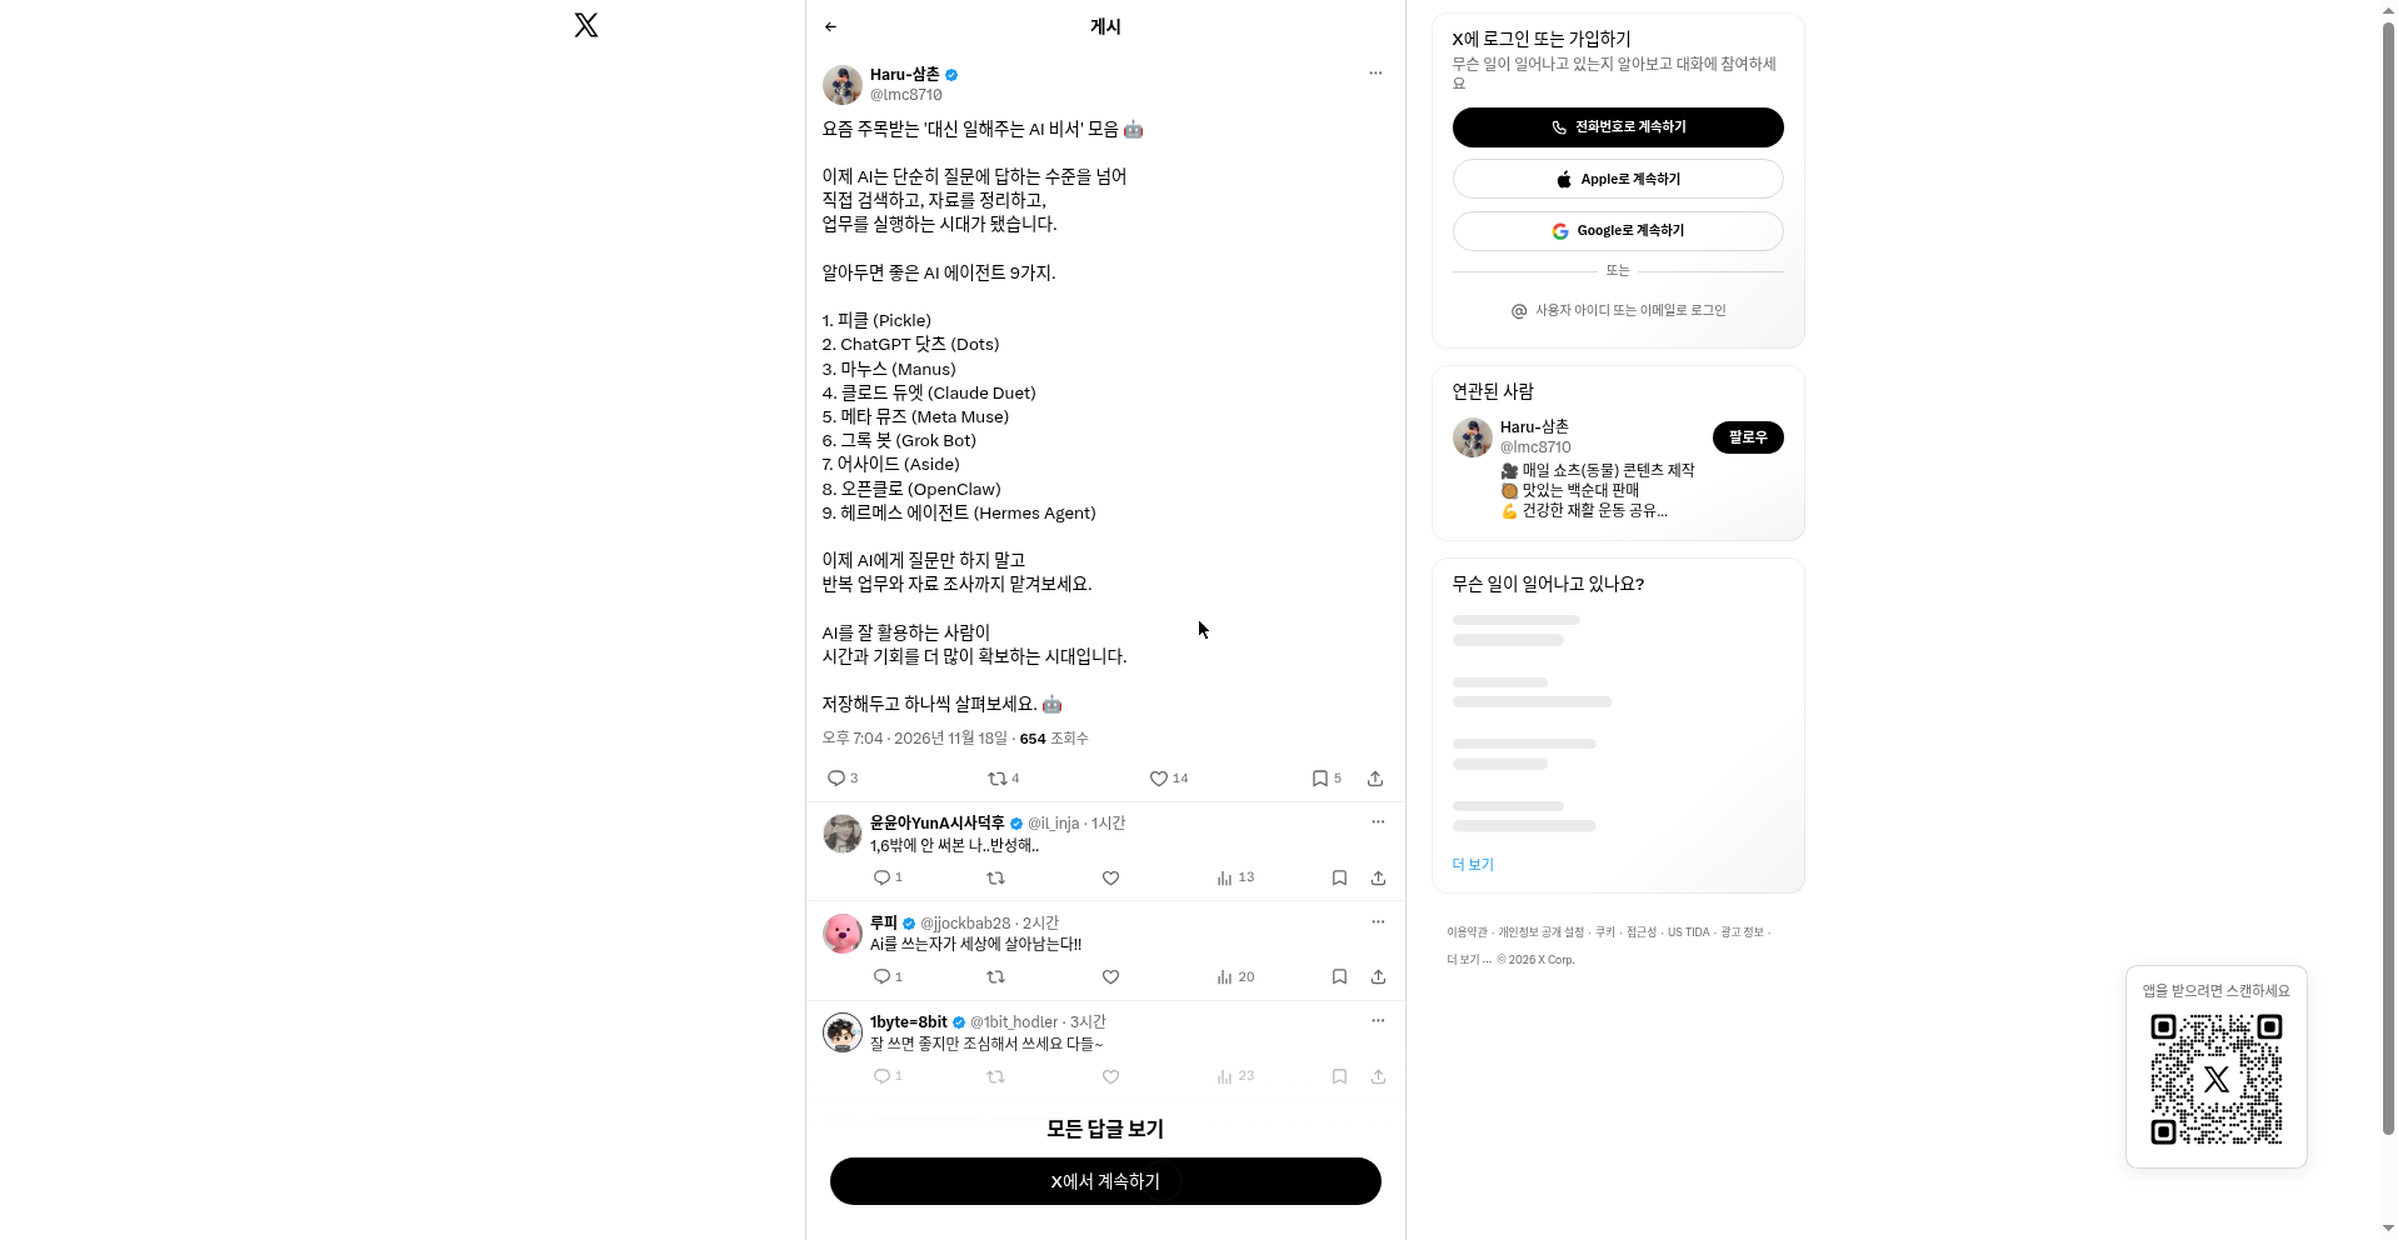 게시
Haru-삼촌
@lmc8710
요즘 주목받는 '대신 일해주는 AI 비서' 모음 🤖
이제 AI는 단순히 질문에 답하는 수준을 넘어
직접 검색하고, 자료를 정리하고,
업무를 실행하는 시대가 됐습니다.
알아두면 좋은 AI 에이전트 9가지.
1. 피클 (Pickle)
2. ChatGPT 닷츠 (Dots)
3. 마누스 (Manus)
4. 클로드 듀엣 (Claude Duet)
5. 메타 뮤즈 (Meta Muse)
6. 그록 봇 (Grok Bot)
7. 어사이드 (Aside)
8. 오픈클로 (OpenClaw)
9. 헤르메스 에이전트 (Hermes Agent)
이제 AI에게 질문만 하지 말고
반복 업무와 자료 조사까지 맡겨보세요.
AI를 잘 활용하는 사람이
시간과 기회를 더 많이 확보하는 시대입니다.
저장해두고 하나씩 살펴보세요. 🤖
오후 7:04 · 2026년 11월 18일 · 654 조회수
3 4 14 5
윤윤아YunA시사덕후 @il_inja · 1시간
1,6밖에 안 써본 나..반성해..
1 13
루피 @jjockbab28 · 2시간
Ai를 쓰는자가 세상에 살아남는다!!
1 20
1byte=8bit @1bit_hodler · 3시간
잘 쓰면 좋지만 조심해서 쓰세요 다들~
1 23
모든 답글 보기
X에서 계속하기
X에 로그인 또는 가입하기
무슨 일이 일어나고 있는지 알아보고 대화에 참여하세
요
전화번호로 계속하기
Apple로 계속하기
Google로 계속하기
또는
사용자 아이디 또는 이메일로 로그인
연관된 사람
Haru-삼촌
@lmc8710
팔로우
🎥 매일 쇼츠(동물) 콘텐츠 제작
🥘 맛있는 백순대 판매
💪 건강한 재활 운동 공유...
무슨 일이 일어나고 있나요?
더 보기
이용약관 · 개인정보 공개 설정 · 쿠키 · 접근성 · US TIDA · 광고 정보 ·
더 보기 ... © 2026 X Corp.
앱을 받으려면 스캔하세요